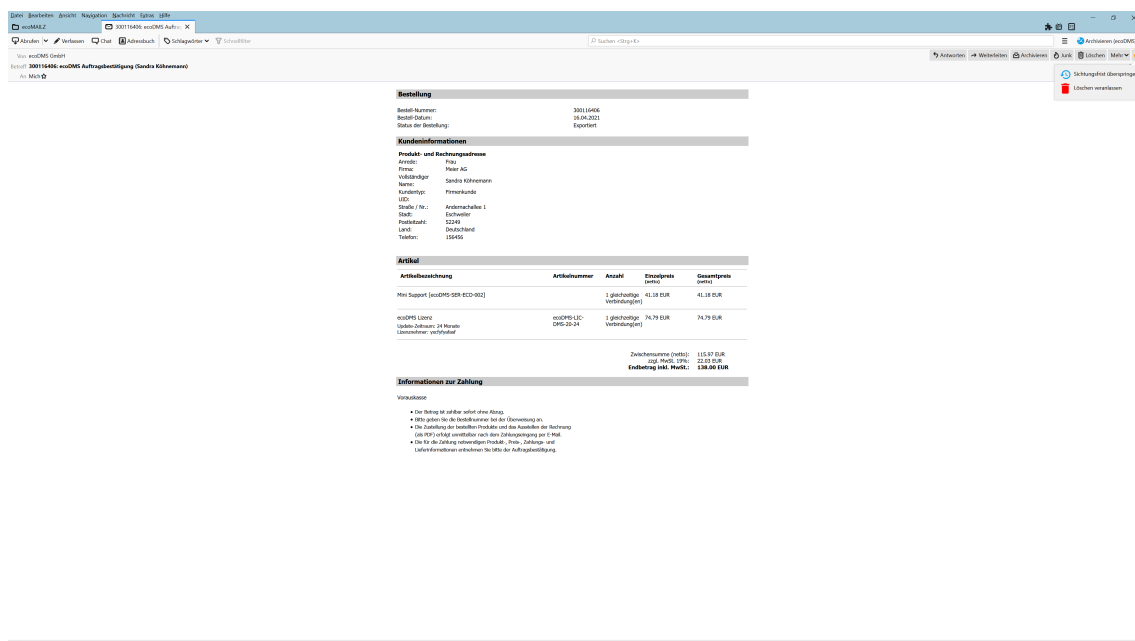 Datei Bearbeiten Ansicht Navigation Nachricht Extras Hilfe
ecoMAILZ
300116406: ecoDMS Auftra
Abrufen Verfassen Chat Adressbuch Schlagwörter Schnellfilter
Suchen <Strg+K>
Archivieren (ecoDMS
Von ecoDMS GmbH
Antworten Weiterleiten Archivieren Junk Löschen Mehr
Betreff 300116406: ecoDMS Auftragsbestätigung (Sandra Köhnemann)
An Mich
Sichtungsfrist überspringe
Löschen veranlassen
Bestellung
Bestell-Nummer: 300116406
Bestell-Datum: 16.04.2021
Status der Bestellung: Exportiert
Kundeninformationen
Produkt- und Rechnungsadresse
Anrede: Frau
Firma: Meier AG
Vollständiger Name: Sandra Köhnemann
Kundentyp: Firmenkunde
UID:
Straße / Nr.: Andernachallee 1
Stadt: Eschweiler
Postleitzahl: 52249
Land: Deutschland
Telefon: 156456
Artikel
Artikelbezeichnung Artikelnummer Anzahl Einzelpreis (netto) Gesamtpreis (netto)
Mini Support [ecoDMS-SER-ECO-002] 1 gleichzeitige Verbindung(en) 41.18 EUR 41.18 EUR
ecoDMS Lizenz ecoDMS-LIC-DMS-20-24 1 gleichzeitige Verbindung(en) 74.79 EUR 74.79 EUR
Update-Zeitraum: 24 Monate
Lizenznehmer:
Zwischensumme (netto): 115.97 EUR
zzgl. MwSt. 19%: 22.03 EUR
Endbetrag inkl. MwSt.: 138.00 EUR
Informationen zur Zahlung
Vorauskasse
• Der Betrag ist zahlbar sofort ohne Abzug.
• Bitte geben Sie die Bestellnummer bei der Überweisung an.
• Die Zustellung der bestellten Produkte und das Ausstellen der Rechnung
(als PDF) erfolgt unmittelbar nach dem Zahlungseingang per E-Mail.
• Die für die Zahlung notwendigen Produkt-, Preis-, Zahlungs- und
Lieferinformationen entnehmen Sie bitte der Auftragsbestätigung.